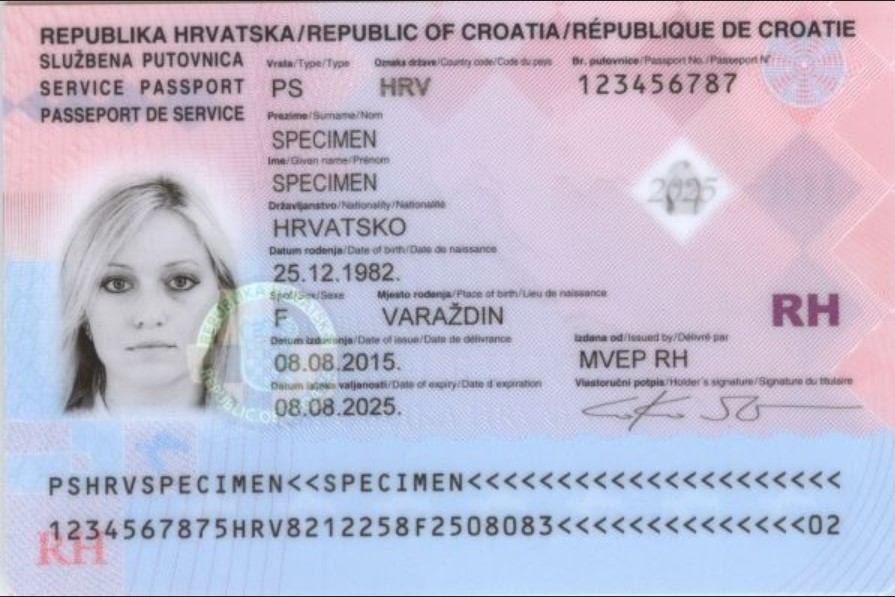 REPUBLIKA HRVATSKA/REPUBLIC OF CROATIA/RÉPUBLIQUE DE CROATIE
SLUŽBENA PUTOVNICA
SERVICE PASSPORT
PASSEPORT DE SERVICE
Vrsta/Type/Type Oznaka države/Country code/Code du pays Br. putovnice/Passport No./Passeport N°
PS HRV 123456787
Prezime/Surname/Nom
SPECIMEN
Ime/Given name/Prénom
SPECIMEN
2025
Državljanstvo/Nationality/Nationalité
HRVATSKO
Datum rođenja/Date of birth/Date de naissance
25.12.1982.
Spol/Sex/Sexe Mjesto rođenja/Place of birth/Lieu de naissance
F VARAŽDIN
RH
Datum izdavanja/Date of issue/Date de délivrance Izdana od/Issued by/Délivré par
08.08.2015. MVEP RH
Datum isteka valjanosti/Date of expiry/Date d'expiration Vlastoručni potpis/Holder's signature/Signature du titulaire
08.08.2025.
REPUBLIKA HRVATSKA
REPUBLIC OF
PSHRVSPECIMEN<<SPECIMEN<<<<<<<<<<<<<<<<<<<<<
1234567875HRV8212258F2508083<<<<<<<<<<<<<<02
RH